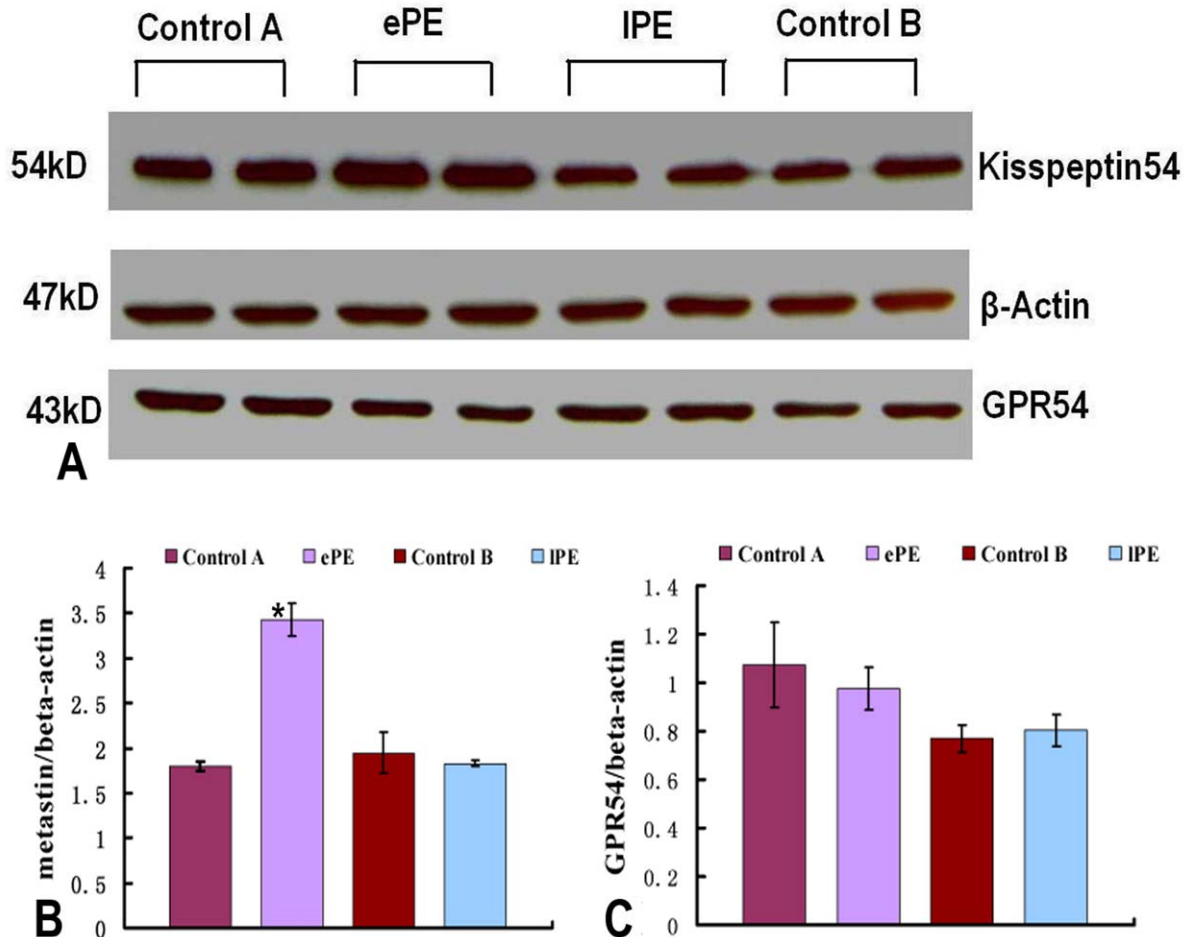 Control A ePE lPE Control B
54kD Kisspeptin54
47kD β-Actin
43kD GPR54
A
Control A ePE Control B lPE
4
3.5
3
2.5
2
1.5
1
0.5
0
metastin/beta-actin
B
Control A ePE Control B lPE
1.4
1.2
1
0.8
0.6
0.4
0.2
0
GPR54/beta-actin
C
*